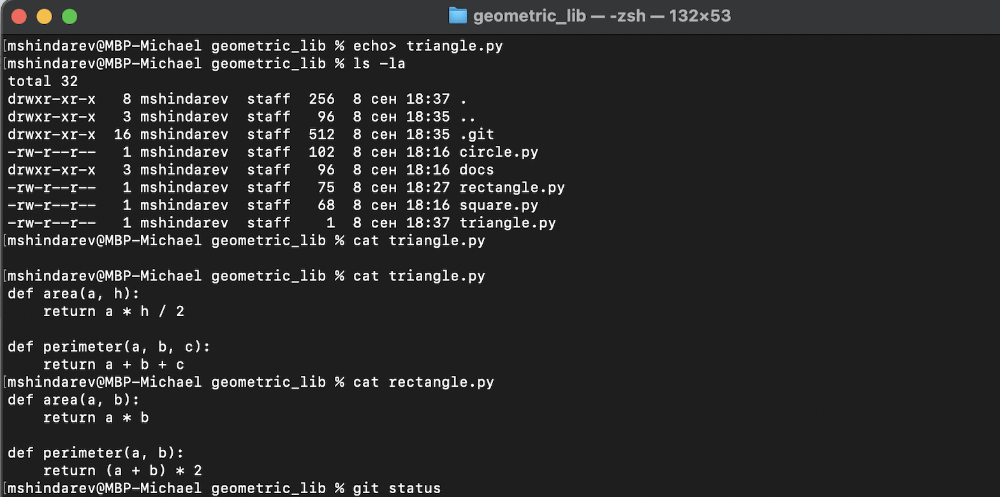 geometric_lib — -zsh — 132×53
mshindarev@MBP-Michael geometric_lib % echo> triangle.py
mshindarev@MBP-Michael geometric_lib % ls -la
total 32
drwxr-xr-x   8 mshindarev  staff  256  8 сен 18:37 .
drwxr-xr-x   3 mshindarev  staff   96  8 сен 18:35 ..
drwxr-xr-x  16 mshindarev  staff  512  8 сен 18:35 .git
-rw-r--r--   1 mshindarev  staff  102  8 сен 18:16 circle.py
drwxr-xr-x   3 mshindarev  staff   96  8 сен 18:16 docs
-rw-r--r--   1 mshindarev  staff   75  8 сен 18:27 rectangle.py
-rw-r--r--   1 mshindarev  staff   68  8 сен 18:16 square.py
-rw-r--r--   1 mshindarev  staff    1  8 сен 18:37 triangle.py
mshindarev@MBP-Michael geometric_lib % cat triangle.py

mshindarev@MBP-Michael geometric_lib % cat triangle.py
def area(a, h):
    return a * h / 2

def perimeter(a, b, c):
    return a + b + c
mshindarev@MBP-Michael geometric_lib % cat rectangle.py
def area(a, b):
    return a * b

def perimeter(a, b):
    return (a + b) * 2
mshindarev@MBP-Michael geometric_lib % git status